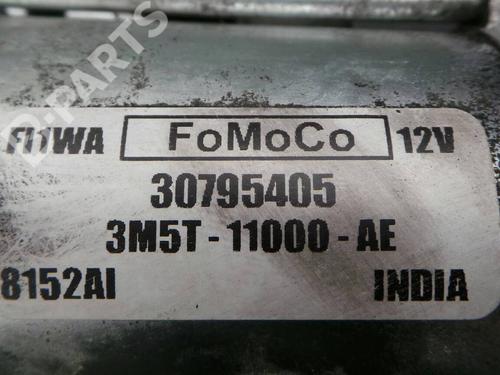 D-PARTS
FI1WA FoMoCo 12V
30795405
3M5T - 11000 - AE
8152AI INDIA